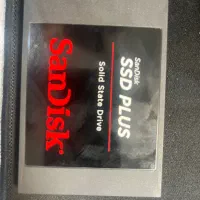 SanDisk
SSD PLUS
Solid State Drive
SanDisk